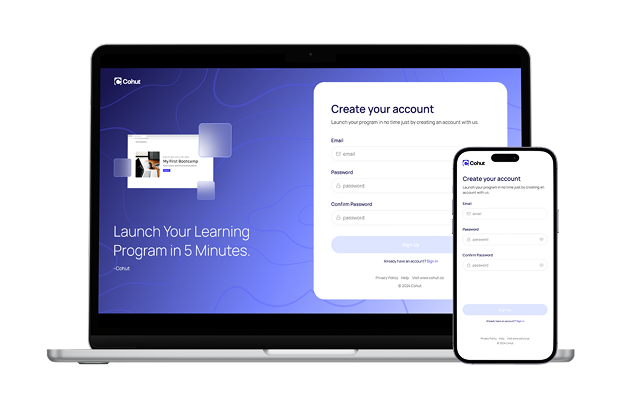 Cohut
My First Bootcamp
Launch Your Learning
Program in 5 Minutes.
-Cohut
Create your account
Launch your program in no time just by creating an account with us.
Email
email
Password
password
Confirm Password
password
Sign up
Already have an account? Sign in
Privacy Policy Help Visit www.cohut.co
© 2024 Cohut
Cohut
Create your account
Launch your program in no time just by creating an
account with us.
Email
email
Password
password
Confirm Password
password
Sign up
Already have an account? Sign in
Privacy Policy Help Visit www.cohut.co
© 2024 Cohut